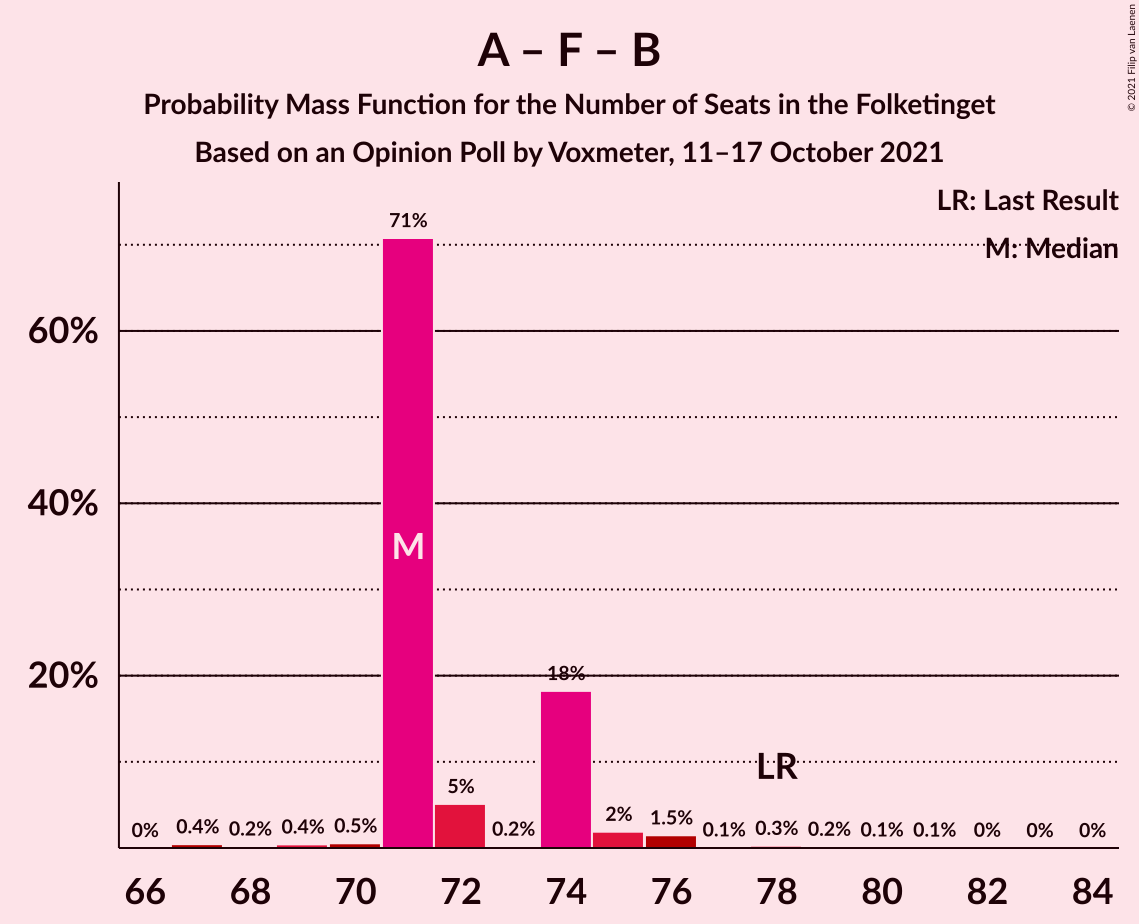 A – F – B
Probability Mass Function for the Number of Seats in the Folketinget
Based on an Opinion Poll by Voxmeter, 11–17 October 2021
© 2021 Filip van Laenen
LR: Last Result
M: Median
71%
60%
M
40%
20%
18%
LR
5%
0% 0.4% 0.2% 0.4% 0.5% 0.2% 2% 1.5% 0.1% 0.3% 0.2% 0.1% 0.1% 0% 0% 0%
66 68 70 72 74 76 78 80 82 84